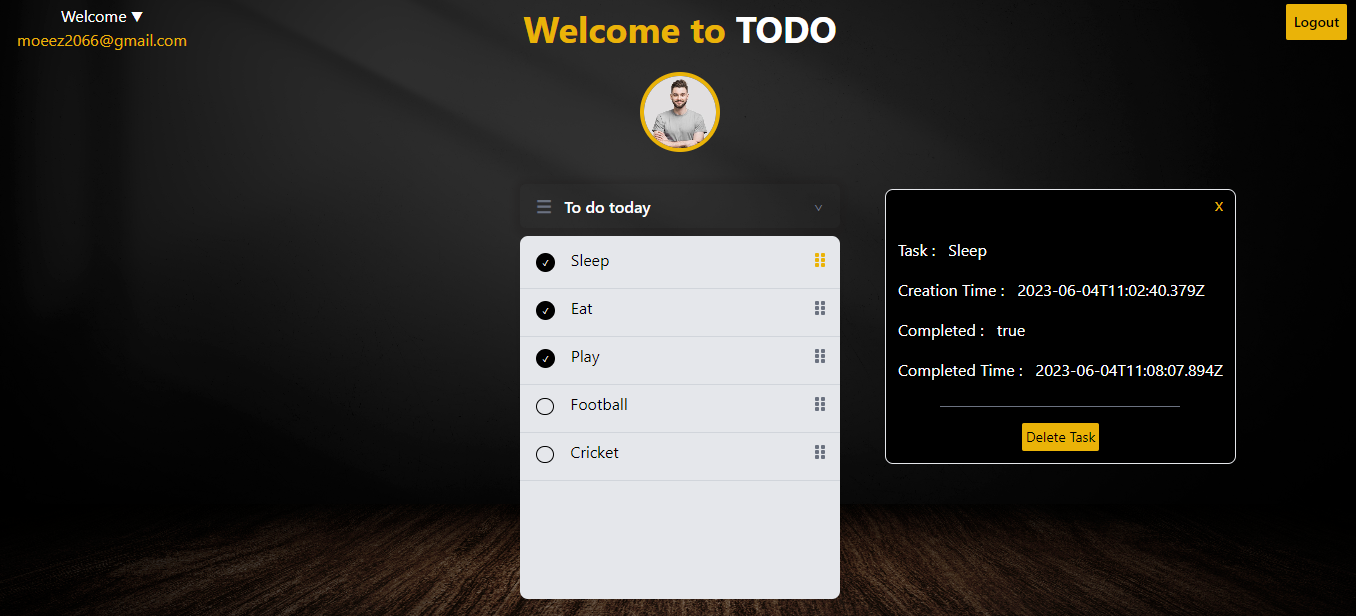 Welcome ▼
moeez2066@gmail.com
Welcome to TODO
Logout
To do today
Sleep
Eat
Play
Football
Cricket
X
Task : Sleep
Creation Time : 2023-06-04T11:02:40.379Z
Completed : true
Completed Time : 2023-06-04T11:08:07.894Z
Delete Task